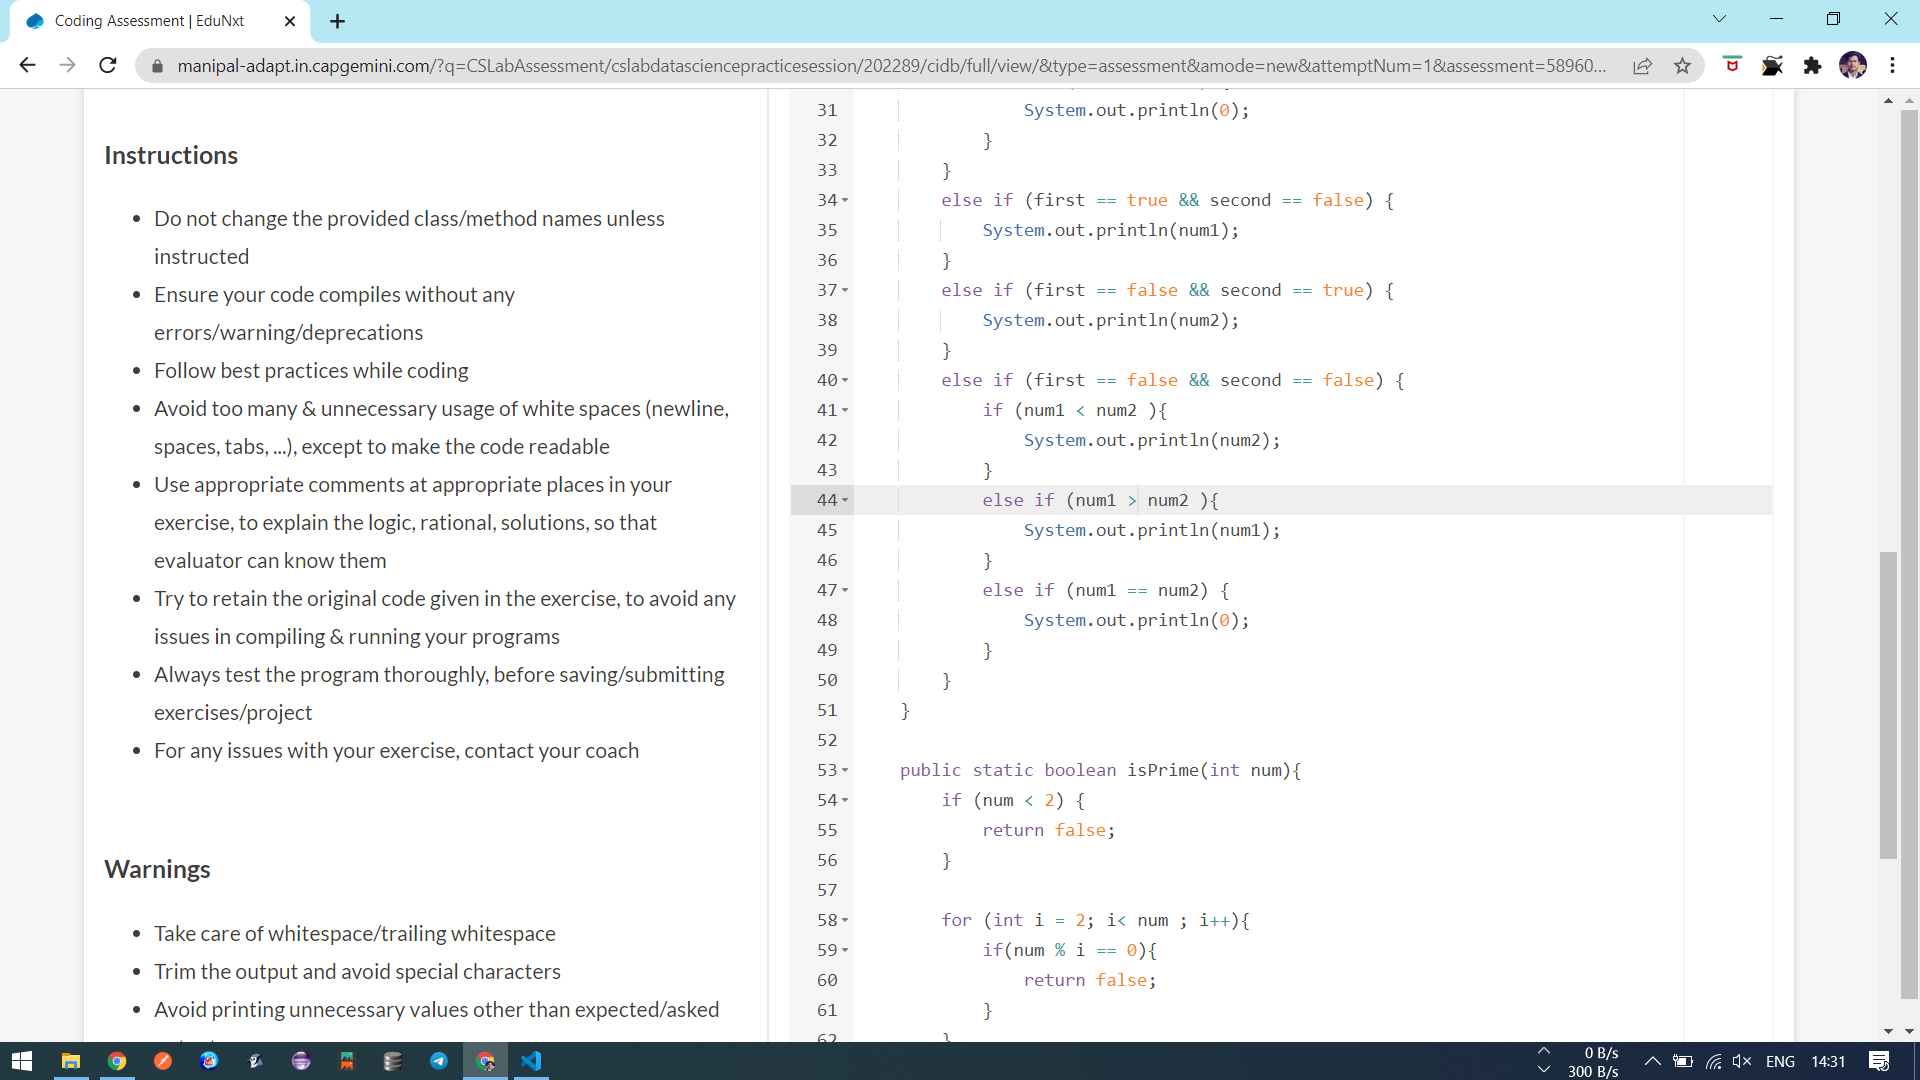 Coding Assessment | EduNxt
manipal-adapt.in.capgemini.com/?q=CSLabAssessment/cslabdatasciencepracticesession/202289/cidb/full/view/&type=assessment&amode=new&attemptNum=1&assessment=58960...
Instructions
Do not change the provided class/method names unless
instructed
Ensure your code compiles without any
errors/warning/deprecations
Follow best practices while coding
Avoid too many & unnecessary usage of white spaces (newline,
spaces, tabs, ...), except to make the code readable
Use appropriate comments at appropriate places in your
exercise, to explain the logic, rational, solutions, so that
evaluator can know them
Try to retain the original code given in the exercise, to avoid any
issues in compiling & running your programs
Always test the program thoroughly, before saving/submitting
exercises/project
For any issues with your exercise, contact your coach
Warnings
Take care of whitespace/trailing whitespace
Trim the output and avoid special characters
Avoid printing unnecessary values other than expected/asked
31 System.out.println(0);
32 }
33 }
34 else if (first == true && second == false) {
35 System.out.println(num1);
36 }
37 else if (first == false && second == true) {
38 System.out.println(num2);
39 }
40 else if (first == false && second == false) {
41 if (num1 < num2 ){
42 System.out.println(num2);
43 }
44 else if (num1 > num2 ){
45 System.out.println(num1);
46 }
47 else if (num1 == num2) {
48 System.out.println(0);
49 }
50 }
51 }
52
53 public static boolean isPrime(int num){
54 if (num < 2) {
55 return false;
56 }
57
58 for (int i = 2; i< num ; i++){
59 if(num % i == 0){
60 return false;
61 }
62 }
0 B/s
300 B/s
ENG
14:31